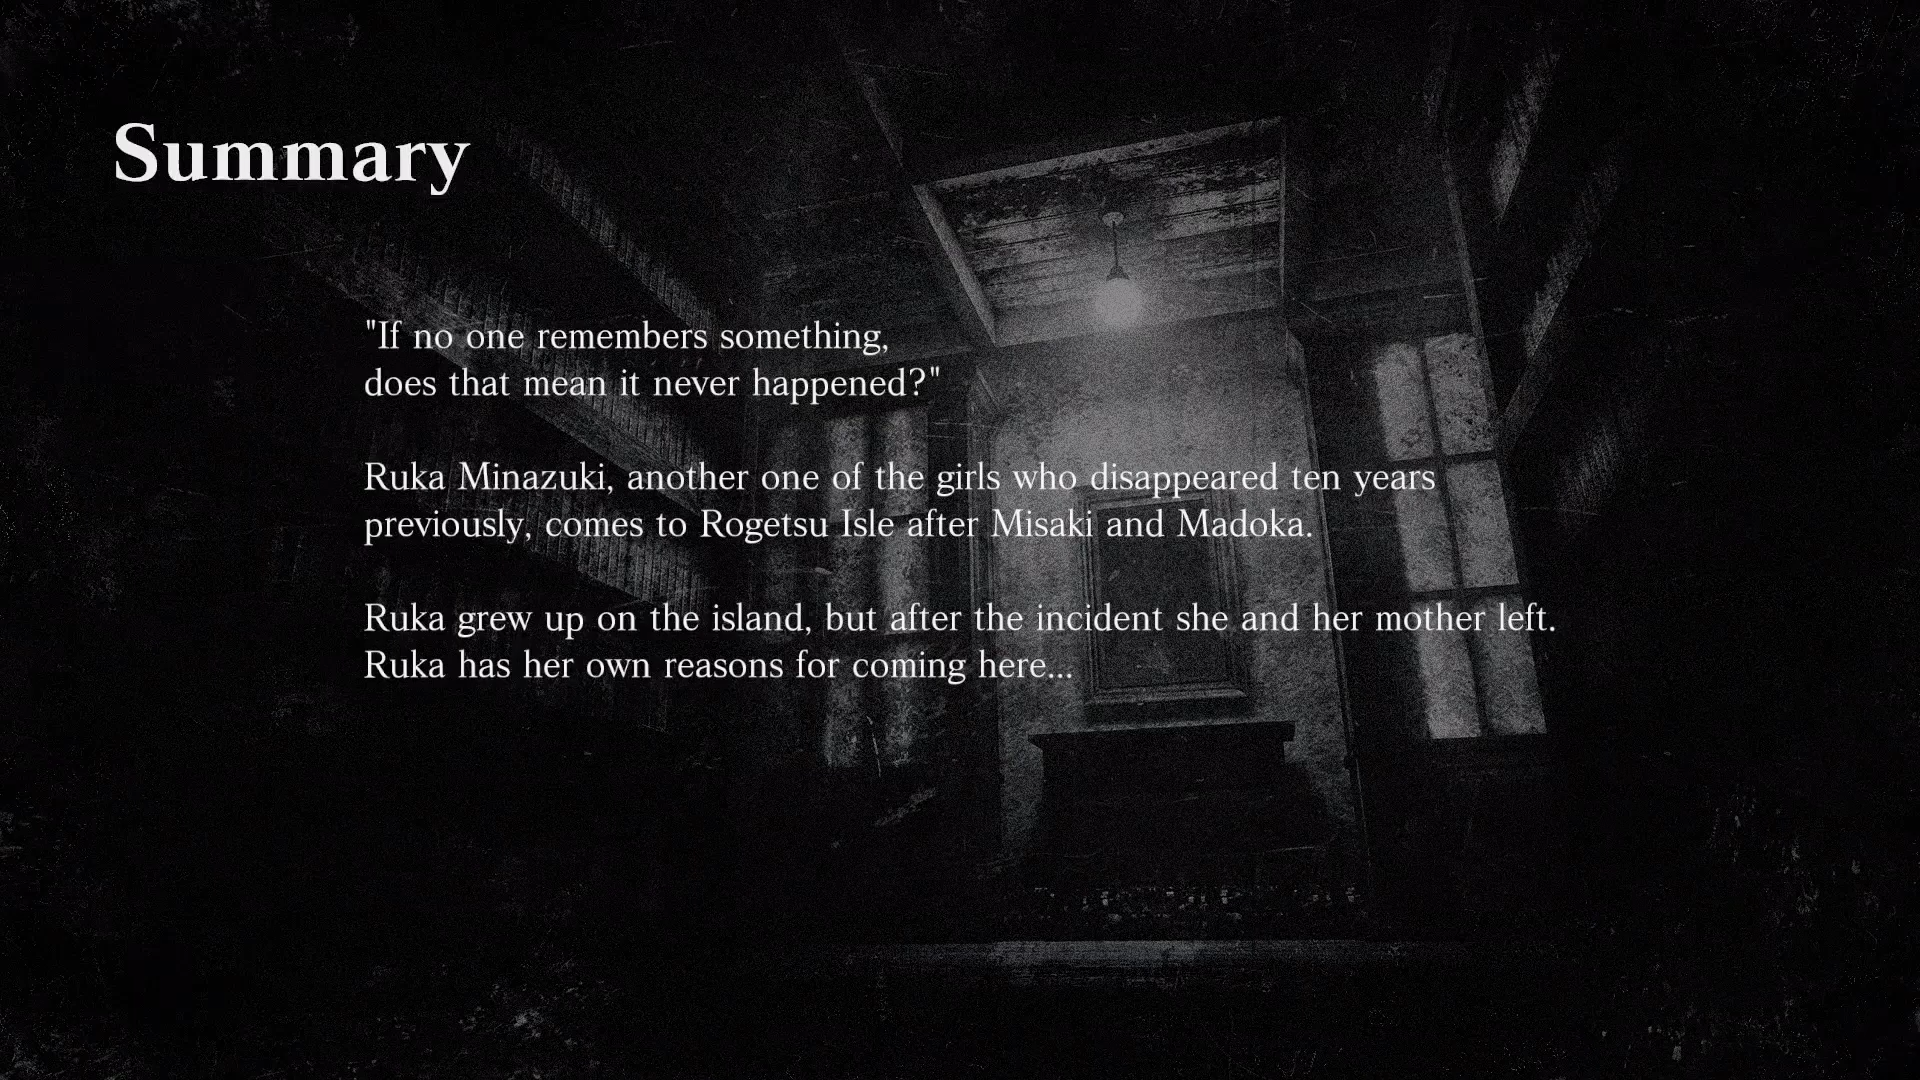 Summary
"If no one remembers something,
does that mean it never happened?"
Ruka Minazuki, another one of the girls who disappeared ten years
previously, comes to Rogetsu Isle after Misaki and Madoka.
Ruka grew up on the island, but after the incident she and her mother left.
Ruka has her own reasons for coming here...